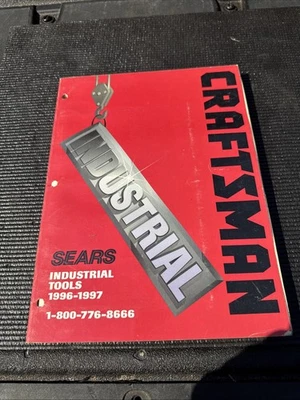 CRAFTSMAN
INDUSTRIAL
SEARS
INDUSTRIAL
TOOLS
1996-1997
1-800-776-8666